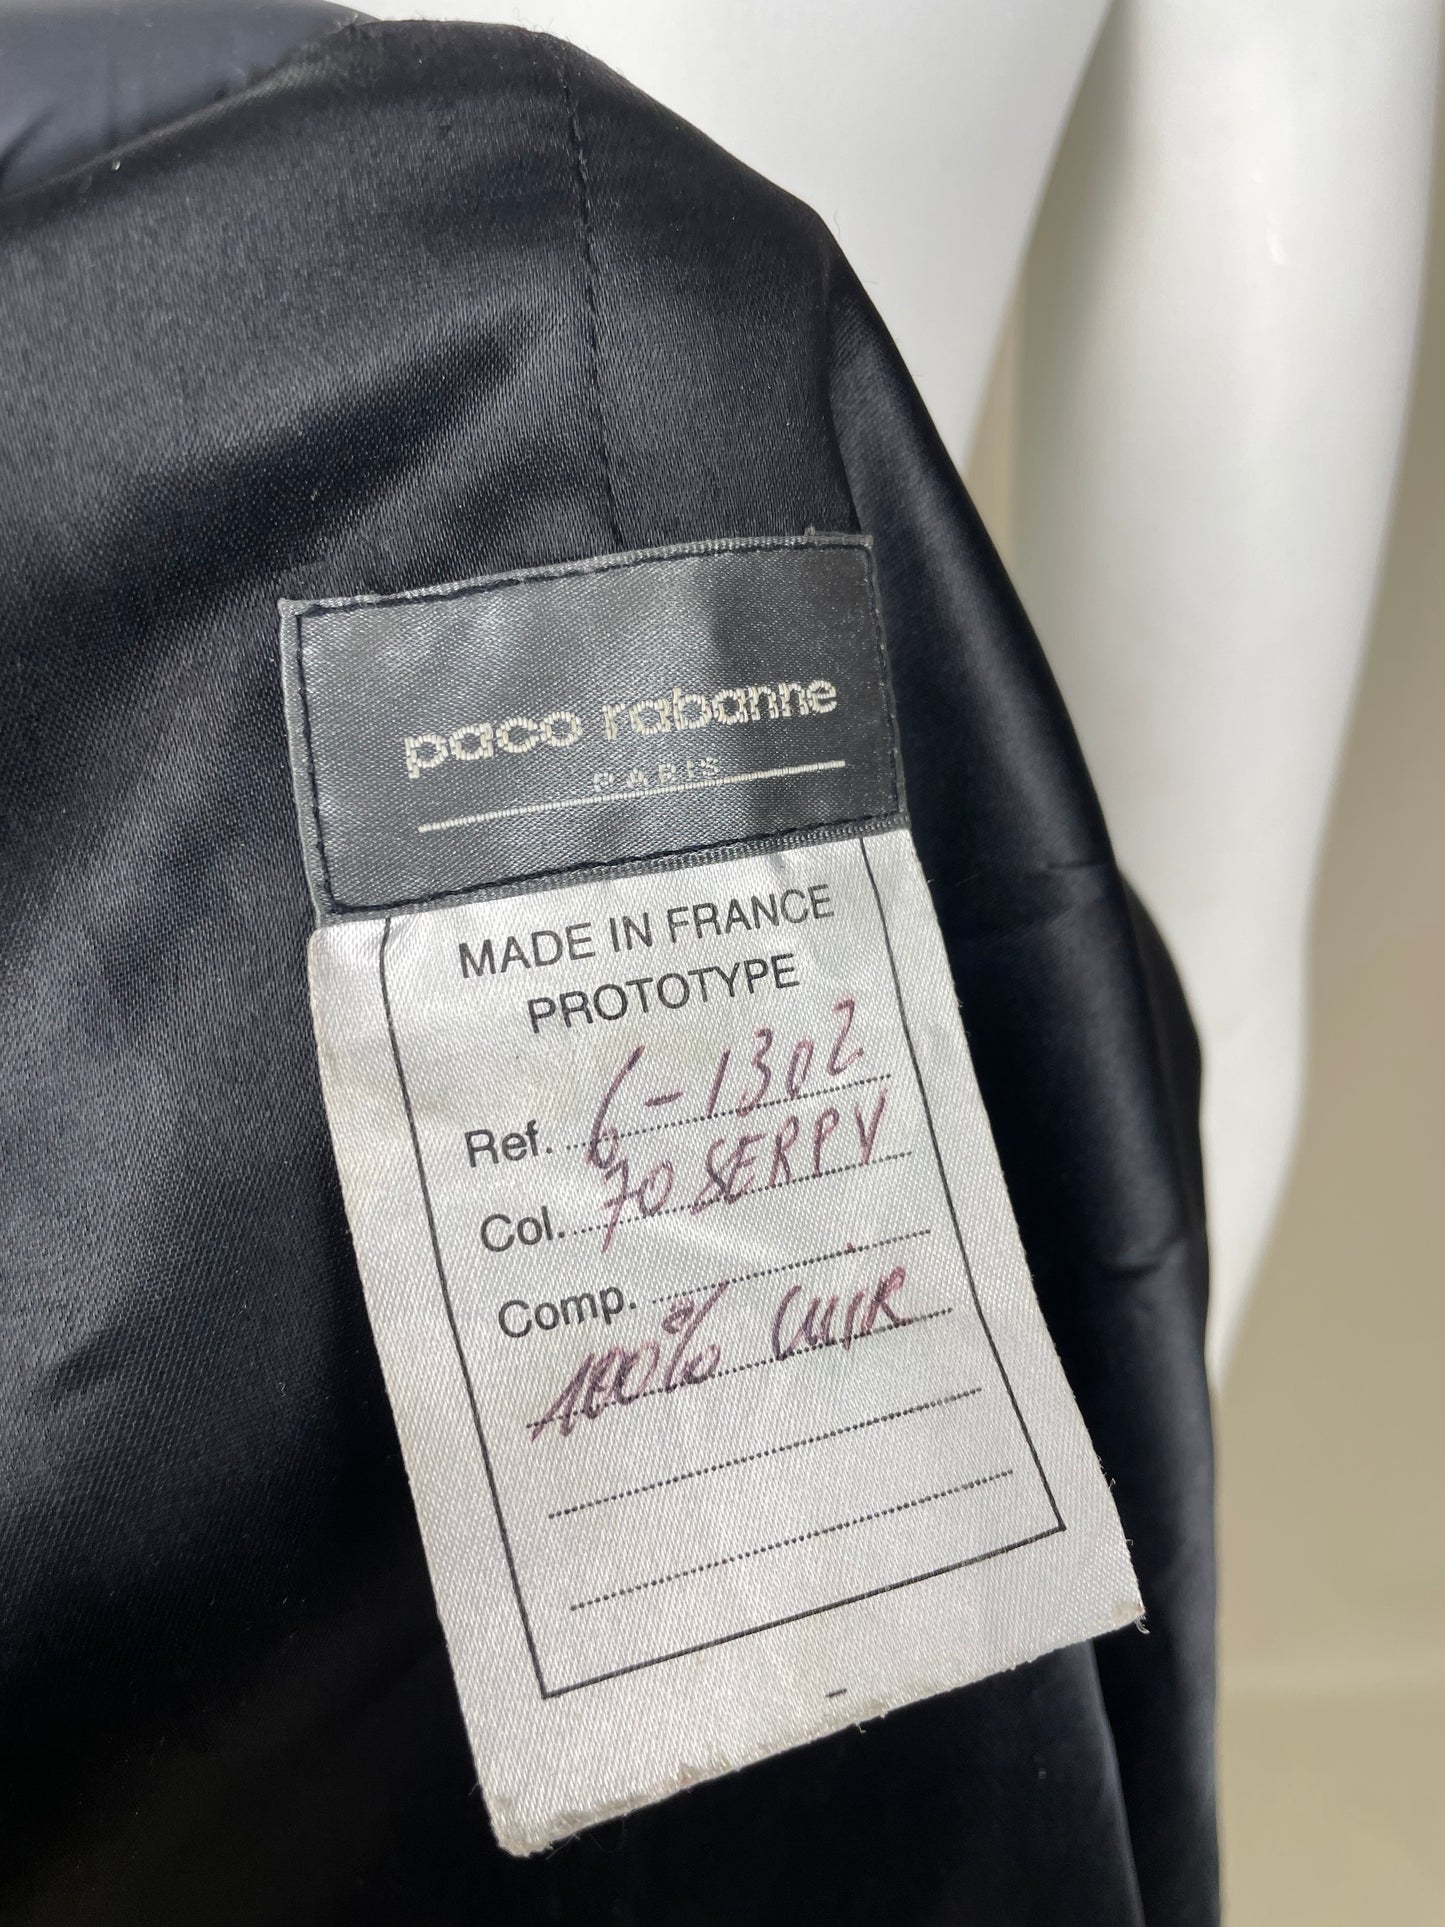 paco rabanne
PARIS
MADE IN FRANCE
PROTOTYPE
Ref. 6-1302
Col. 70 SERPV
Comp.
100% CUIR